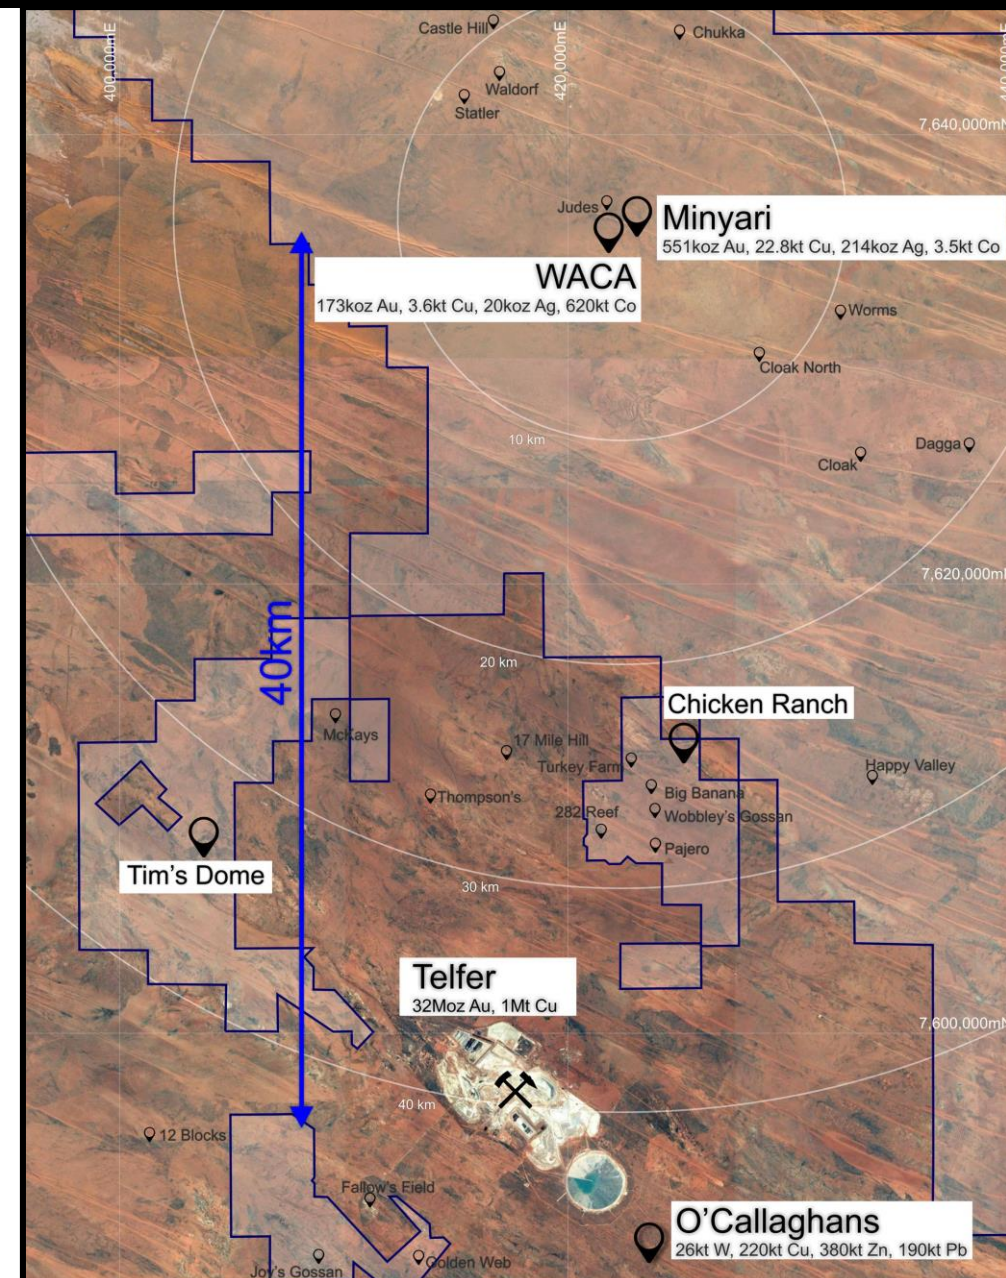 400,000mE
420,000mE
Castle Hill
Chukka
Waldorf
Statler
7,640,000mN
Judes
Minyari
551koz Au, 22.8kt Cu, 214koz Ag, 3.5kt Co
WACA
173koz Au, 3.6kt Cu, 20koz Ag, 620kt Co
Worms
Cloak North
10 km
Dagga
Cloak
7,620,000m
40km
20 km
Chicken Ranch
McKays
17 Mile Hill
Turkey Farm
Happy Valley
Thompson's
Big Banana
282 Reef
Wobbley's Gossan
Pajero
Tim's Dome
30 km
Telfer
32Moz Au, 1Mt Cu
7,600,000mN
40 km
12 Blocks
Fallow's Field
O'Callaghans
26kt W, 220kt Cu, 380kt Zn, 190kt Pb
Joy's Gossan
Golden Web